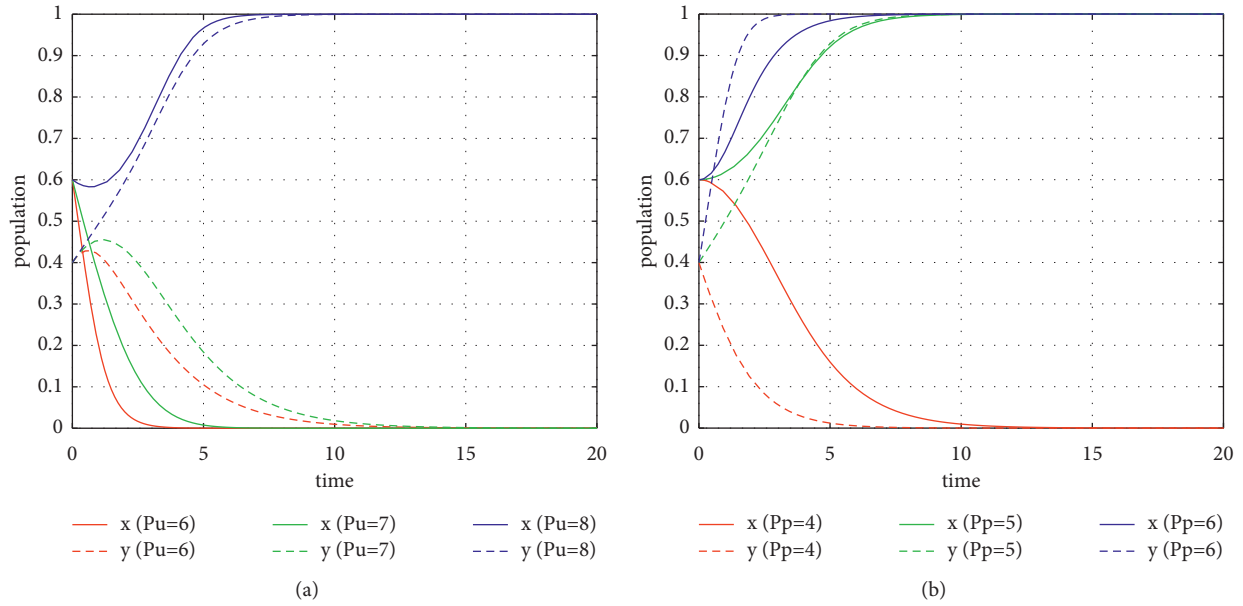 1
0.9
0.8
0.7
0.6
0.5
0.4
0.3
0.2
0.1
0
population
0 5 10 15 20
time
x (Pu=6) x (Pu=7) x (Pu=8)
y (Pu=6) y (Pu=7) y (Pu=8)
(a)
1
0.9
0.8
0.7
0.6
0.5
0.4
0.3
0.2
0.1
0
population
0 5 10 15 20
time
x (Pp=4) x (Pp=5) x (Pp=6)
y (Pp=4) y (Pp=5) y (Pp=6)
(b)